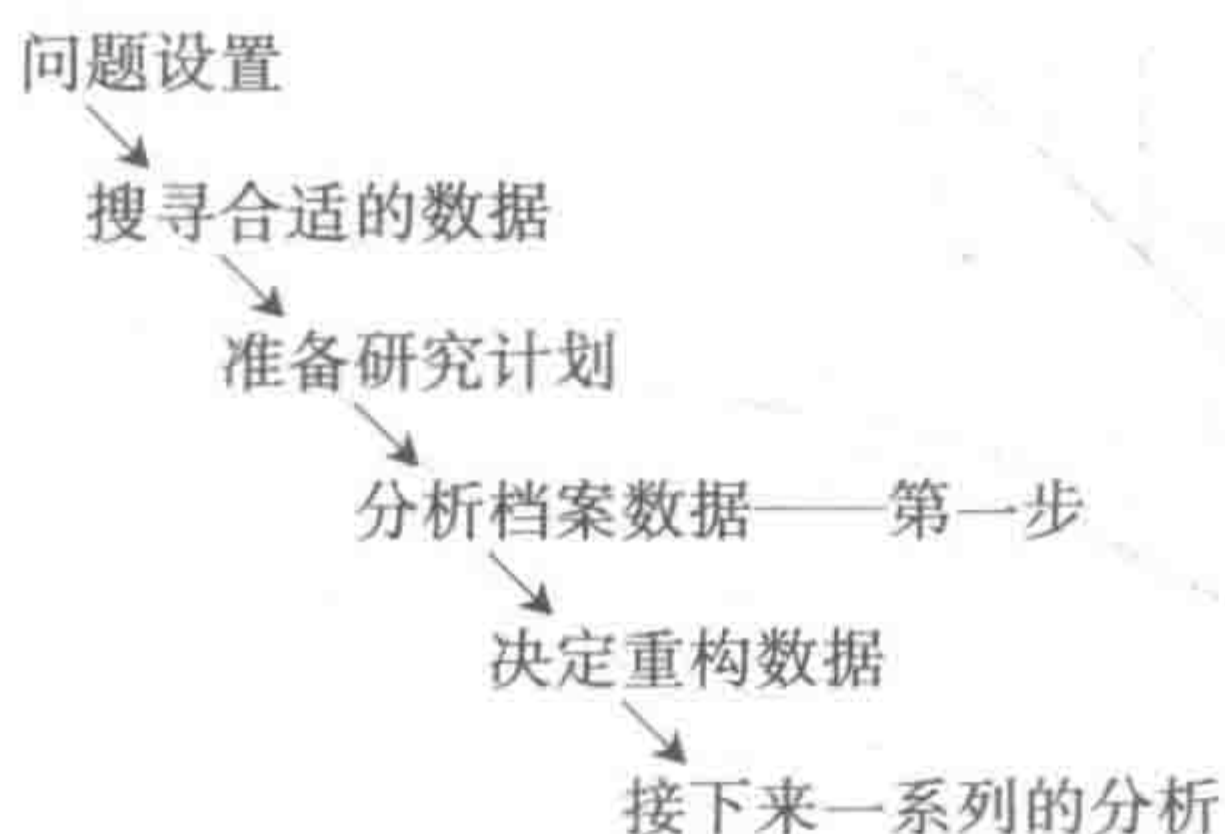 问题设置
搜寻合适的数据
准备研究计划
分析档案数据——第一步
决定重构数据
接下来一系列的分析